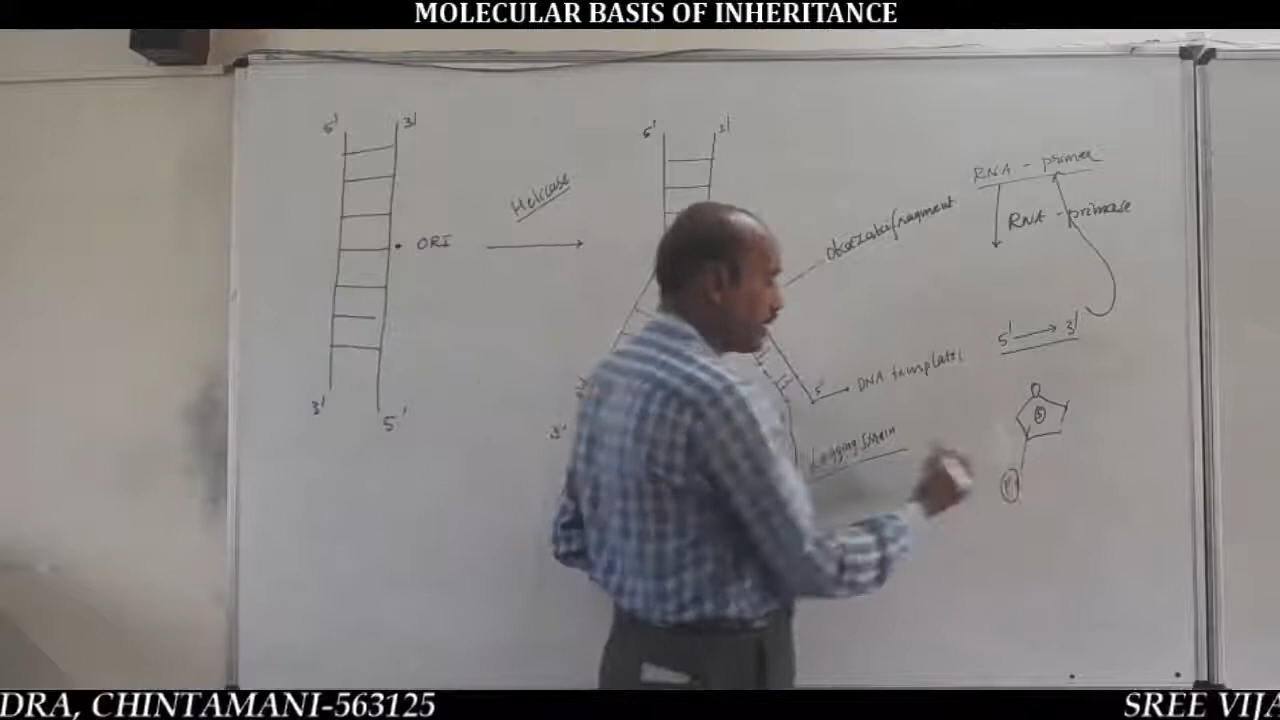 MOLECULAR BASIS OF INHERITANCE
5' 3'
ORI
3' 5'
Helicase
5' 3'
Okazaki fragment
RNA - primer
RNA - primase
5' → 3'
5'
DNA template
3'
Lagging
DRA, CHINTAMANI-563125
SREE VIJA